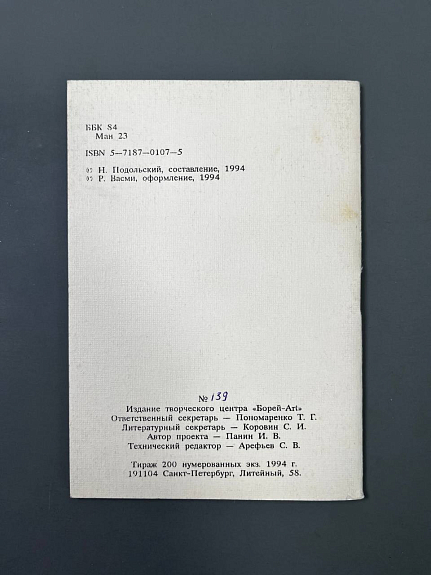 ББК 84
Ман 23
ISBN 5—7187—0107—5
© Н. Подольский, составление, 1994
© Р. Васми, оформление, 1994
№ 139
Издание творческого центра «Борей-Art»
Ответственный секретарь — Пономаренко Т. Г.
Литературный секретарь — Коровин С. И.
Автор проекта — Панин И. В.
Технический редактор — Арефьев С. В.
Тираж 200 нумерованных экз. 1994 г.
191104 Санкт-Петербург, Литейный, 58.